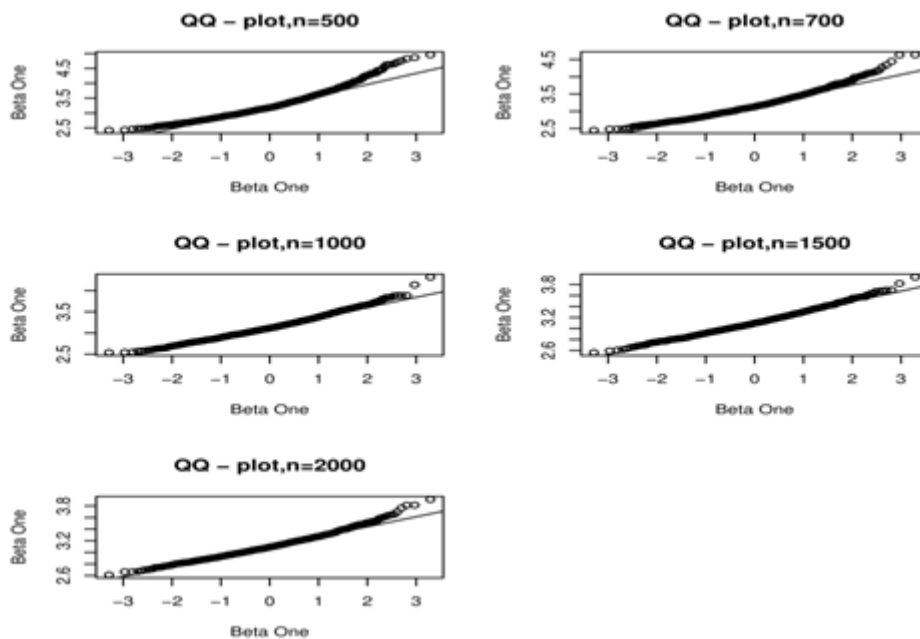 QQ − plot,n=500
Beta One
2.5 3.5 4.5
−3 −2 −1 0 1 2 3
Beta One
QQ − plot,n=700
Beta One
2.5 3.5 4.5
−3 −2 −1 0 1 2 3
Beta One
QQ − plot,n=1000
Beta One
2.5 3.5
−3 −2 −1 0 1 2 3
Beta One
QQ − plot,n=1500
Beta One
2.6 3.2 3.8
−3 −2 −1 0 1 2 3
Beta One
QQ − plot,n=2000
Beta One
2.6 3.2 3.8
−3 −2 −1 0 1 2 3
Beta One